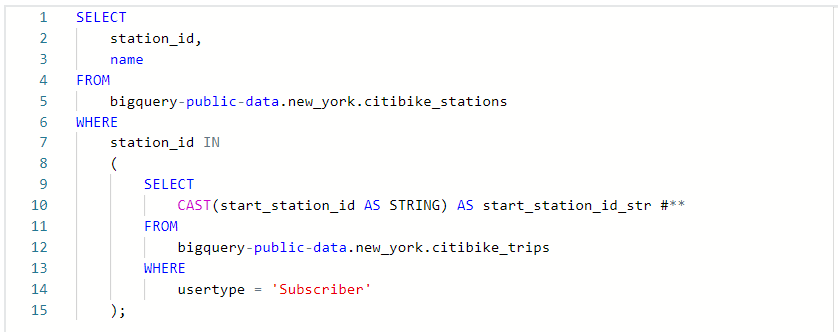 1 SELECT
2 station_id,
3 name
4 FROM
5 bigquery-public-data.new_york.citibike_stations
6 WHERE
7 station_id IN
8 (
9 SELECT
10 CAST(start_station_id AS STRING) AS start_station_id_str #**
11 FROM
12 bigquery-public-data.new_york.citibike_trips
13 WHERE
14 usertype = 'Subscriber'
15 );